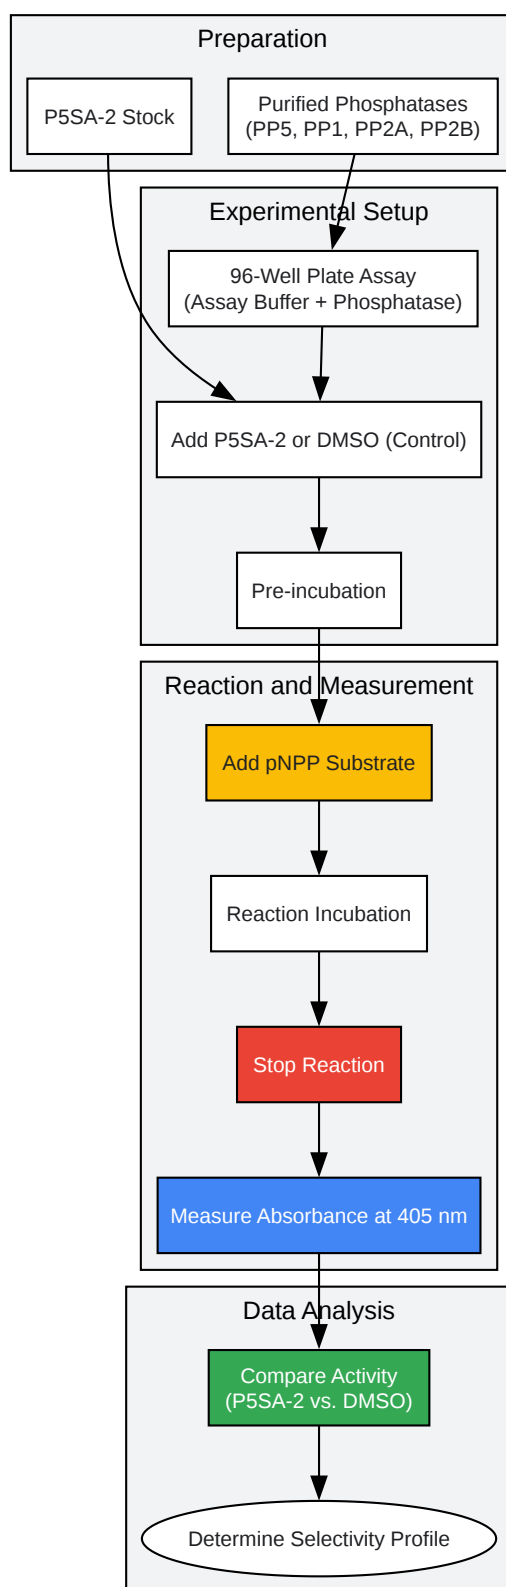 Preparation
P5SA-2 Stock
Purified Phosphatases
(PP5, PP1, PP2A, PP2B)
Experimental Setup
96-Well Plate Assay
(Assay Buffer + Phosphatase)
Add P5SA-2 or DMSO (Control)
Pre-incubation
Reaction and Measurement
Add pNPP Substrate
Reaction Incubation
Stop Reaction
Measure Absorbance at 405 nm
Data Analysis
Compare Activity
(P5SA-2 vs. DMSO)
Determine Selectivity Profile